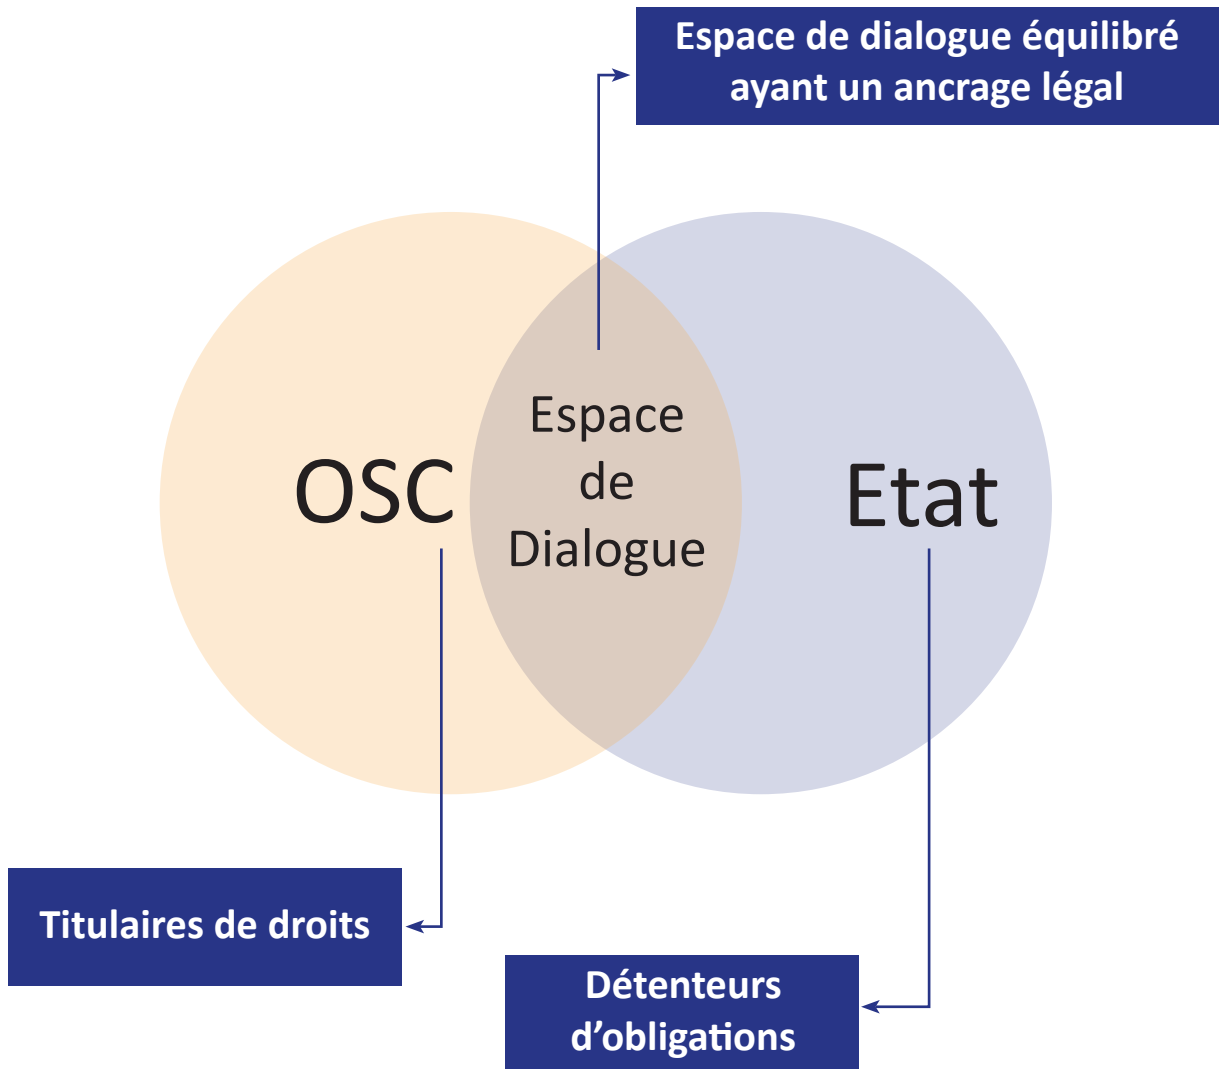 Espace de dialogue équilibré
ayant un ancrage légal
OSC
Espace
de
Dialogue
Etat
Titulaires de droits
Détenteurs
d’obligations